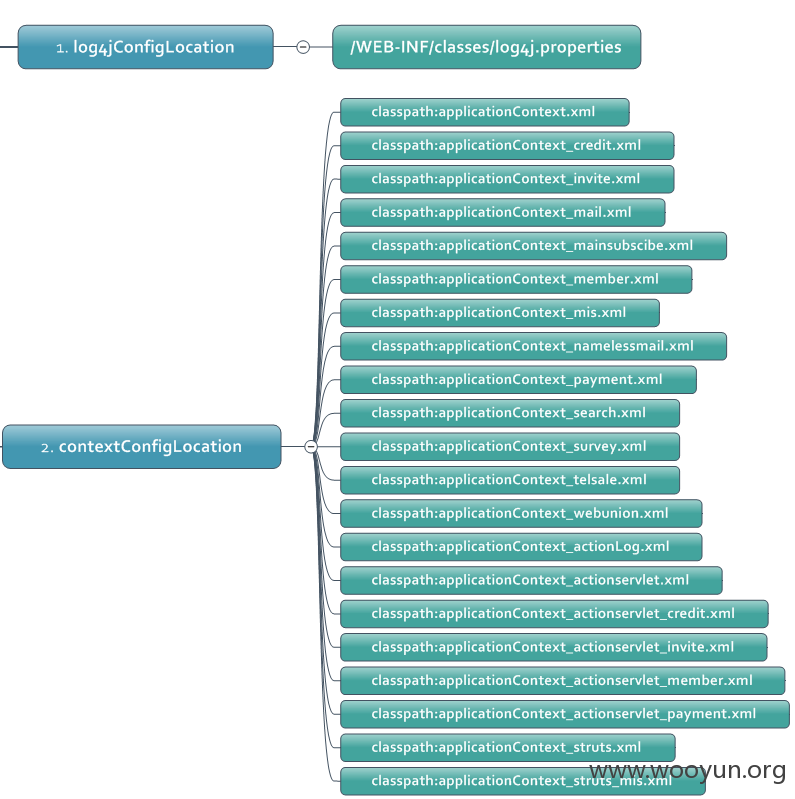 1. log4jConfigLocation
/WEB-INF/classes/log4j.properties
classpath:applicationContext.xml
classpath:applicationContext_credit.xml
classpath:applicationContext_invite.xml
classpath:applicationContext_mail.xml
classpath:applicationContext_mainsubscibe.xml
classpath:applicationContext_member.xml
classpath:applicationContext_mis.xml
classpath:applicationContext_namelessmail.xml
classpath:applicationContext_payment.xml
classpath:applicationContext_search.xml
2. contextConfigLocation
classpath:applicationContext_survey.xml
classpath:applicationContext_telsale.xml
classpath:applicationContext_webunion.xml
classpath:applicationContext_actionLog.xml
classpath:applicationContext_actionservlet.xml
classpath:applicationContext_actionservlet_credit.xml
classpath:applicationContext_actionservlet_invite.xml
classpath:applicationContext_actionservlet_member.xml
classpath:applicationContext_actionservlet_payment.xml
classpath:applicationContext_struts.xml
classpath:applicationContext_struts_mis.xml
www.wooyun.org